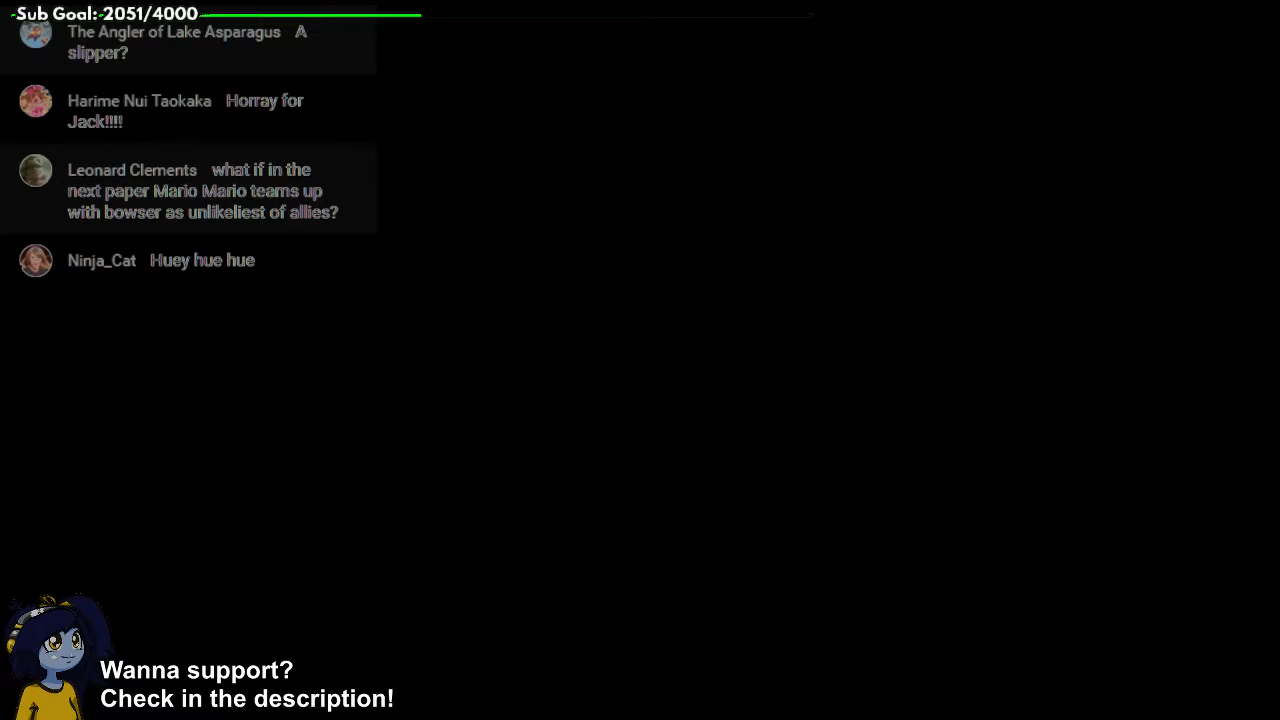 Sub Goal: 2051/4000
The Angler of Lake Asparagus A
slipper?
Harime Nui Taokaka Horray for
Jack!!!!
Leonard Clements what if in the
next paper Mario Mario teams up
with bowser as unlikeliest of allies?
Ninja_Cat Huey hue hue
Wanna support?
Check in the description!